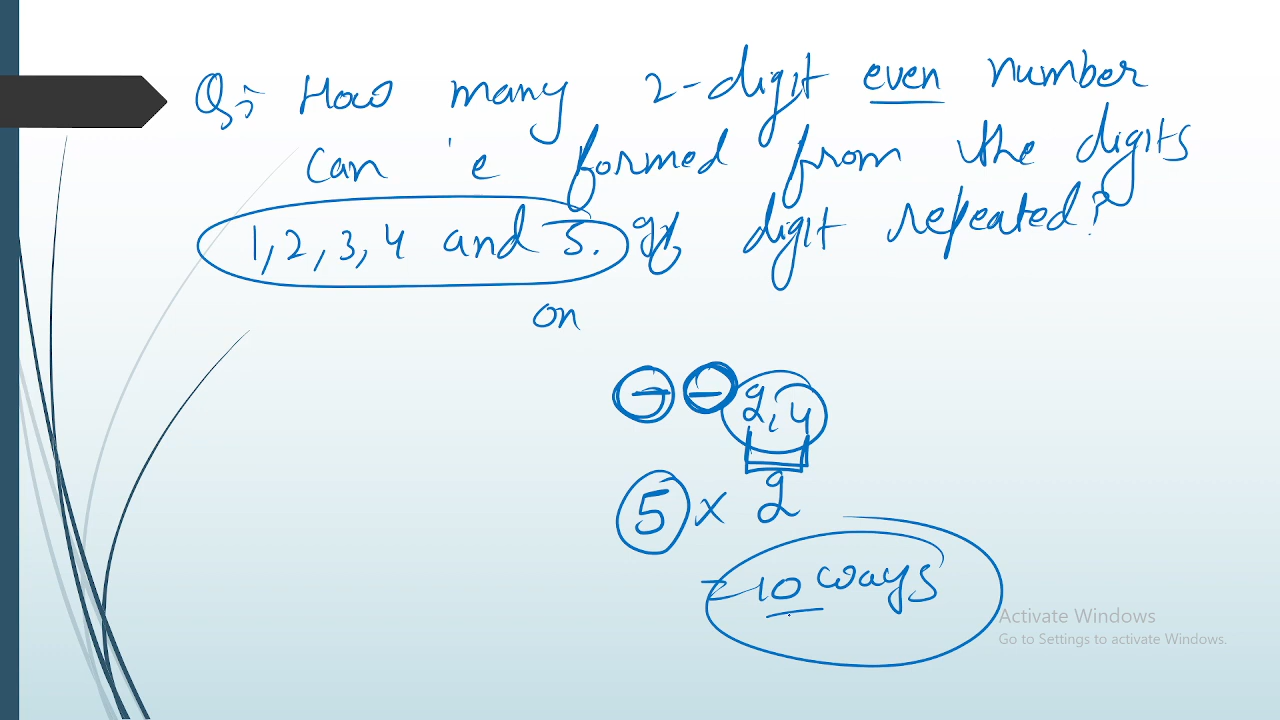 Q:- How many 2-digit even number
can 'e formed from the digits
1,2,3,4 and 5. If digit repeated?
on
2,4
5 x 2
=10 ways
Activate Windows
Go to Settings to activate Windows.